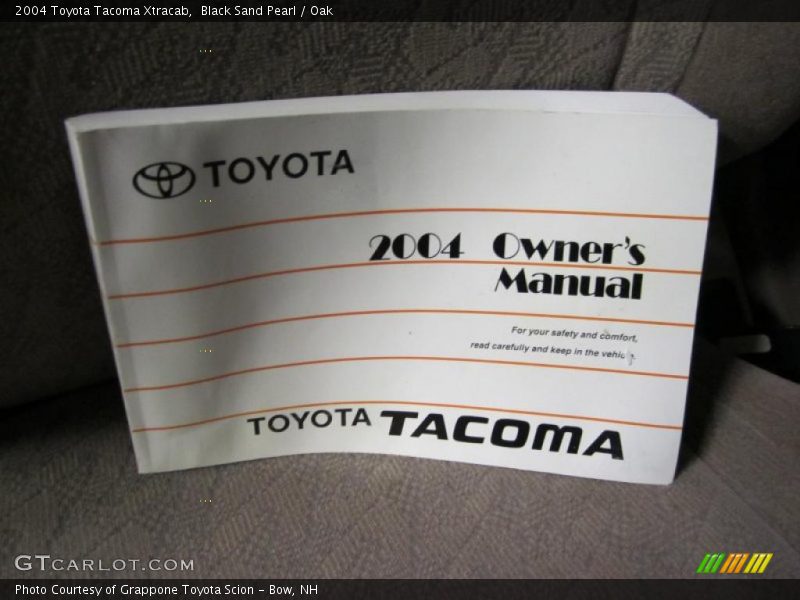 2004 Toyota Tacoma Xtracab,  Black Sand Pearl / Oak
TOYOTA
2004 Owner's
Manual
For your safety and comfort,
read carefully and keep in the vehicle.
TOYOTA TACOMA
GTCARLOT.COM
Photo Courtesy of Grappone Toyota Scion - Bow, NH